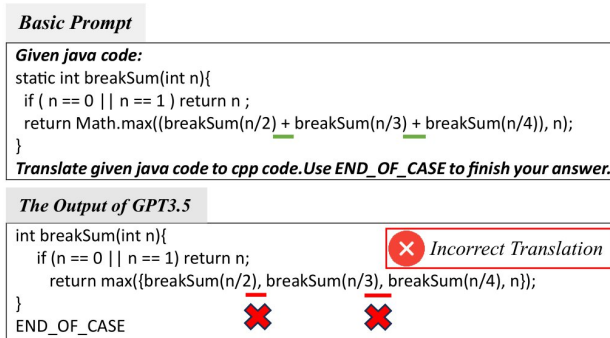 Basic Prompt
Given java code:
static int breakSum(int n){
if ( n == 0 || n == 1 ) return n ;
return Math.max((breakSum(n/2) + breakSum(n/3) + breakSum(n/4)), n);
}
Translate given java code to cpp code.Use END_OF_CASE to finish your answer.
The Output of GPT3.5
int breakSum(int n){
Incorrect Translation
if (n == 0 || n == 1) return n;
return max({breakSum(n/2), breakSum(n/3), breakSum(n/4), n});
}
END_OF_CASE